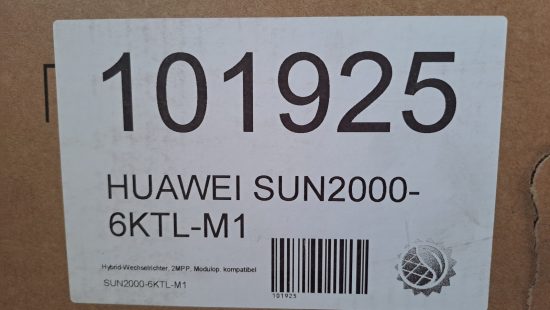 101925
HUAWEI SUN2000-
6KTL-M1
Hybrid-Wechselrichter, 2MPP, Modulop. kompatibel
SUN2000-6KTL-M1
101925